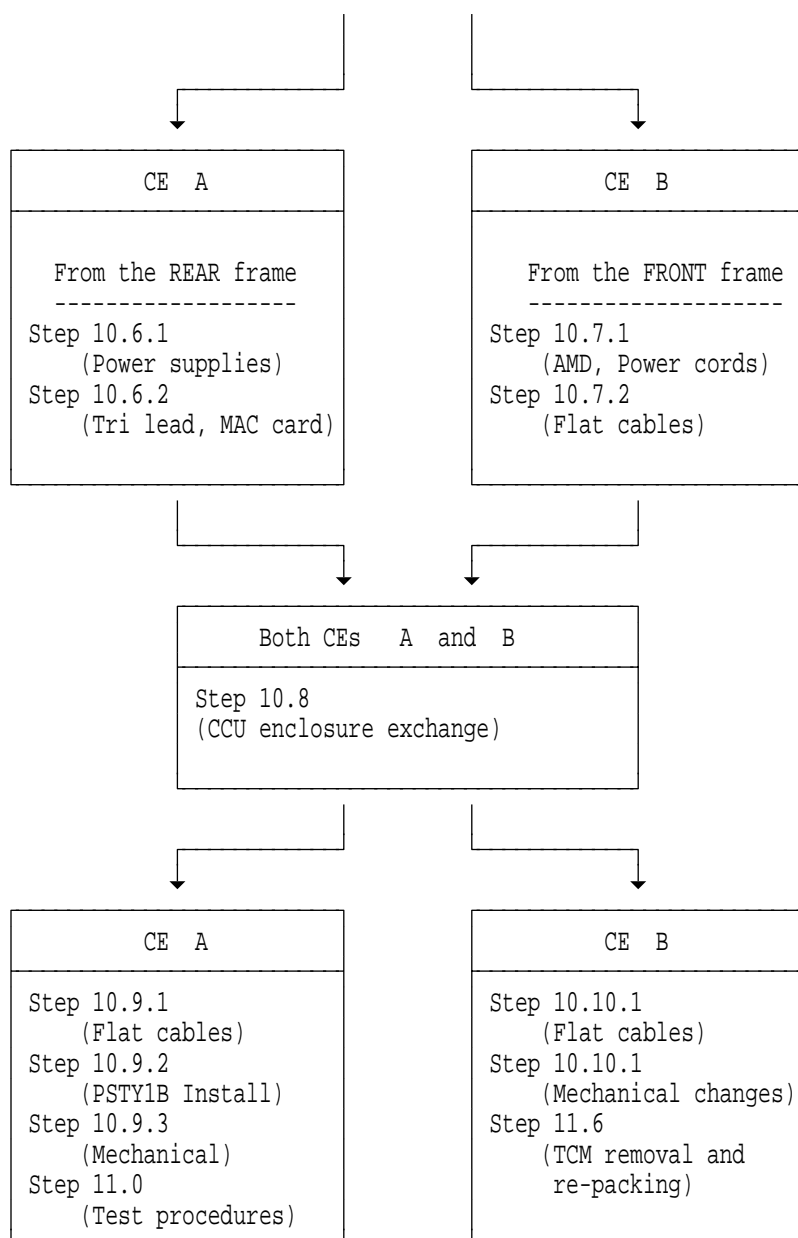 CE A
From the REAR frame
-------------------
Step 10.6.1
(Power supplies)
Step 10.6.2
(Tri lead, MAC card)
CE B
From the FRONT frame
--------------------
Step 10.7.1
(AMD, Power cords)
Step 10.7.2
(Flat cables)
Both CEs A and B
Step 10.8
(CCU enclosure exchange)
CE A
Step 10.9.1
(Flat cables)
Step 10.9.2
(PSTY1B Install)
Step 10.9.3
(Mechanical)
Step 11.0
(Test procedures)
CE B
Step 10.10.1
(Flat cables)
Step 10.10.1
(Mechanical changes)
Step 11.6
(TCM removal and
re-packing)